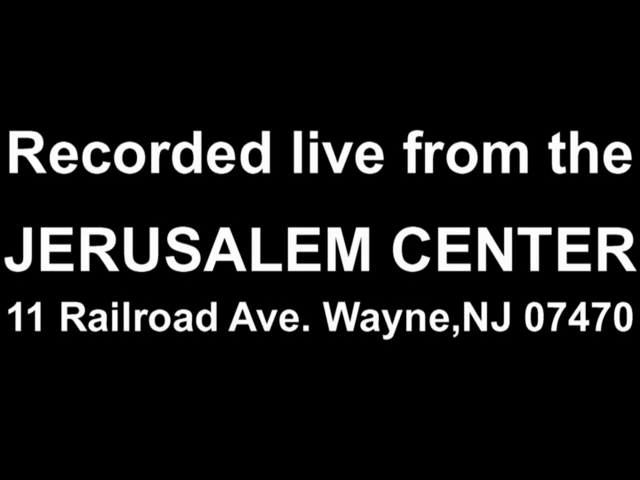 Recorded live from the
JERUSALEM CENTER
11 Railroad Ave. Wayne,NJ 07470